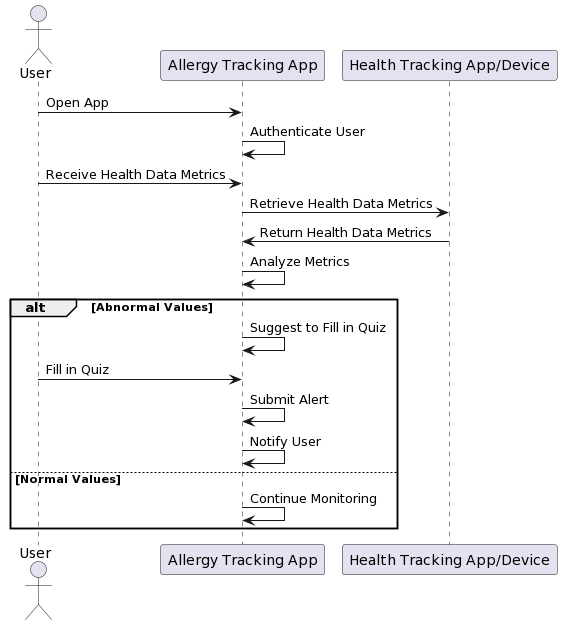 User
Allergy Tracking App
Health Tracking App/Device
Open App
Authenticate User
Receive Health Data Metrics
Retrieve Health Data Metrics
Return Health Data Metrics
Analyze Metrics
alt
[Abnormal Values]
Suggest to Fill in Quiz
Fill in Quiz
Submit Alert
Notify User
[Normal Values]
Continue Monitoring
User
Allergy Tracking App
Health Tracking App/Device